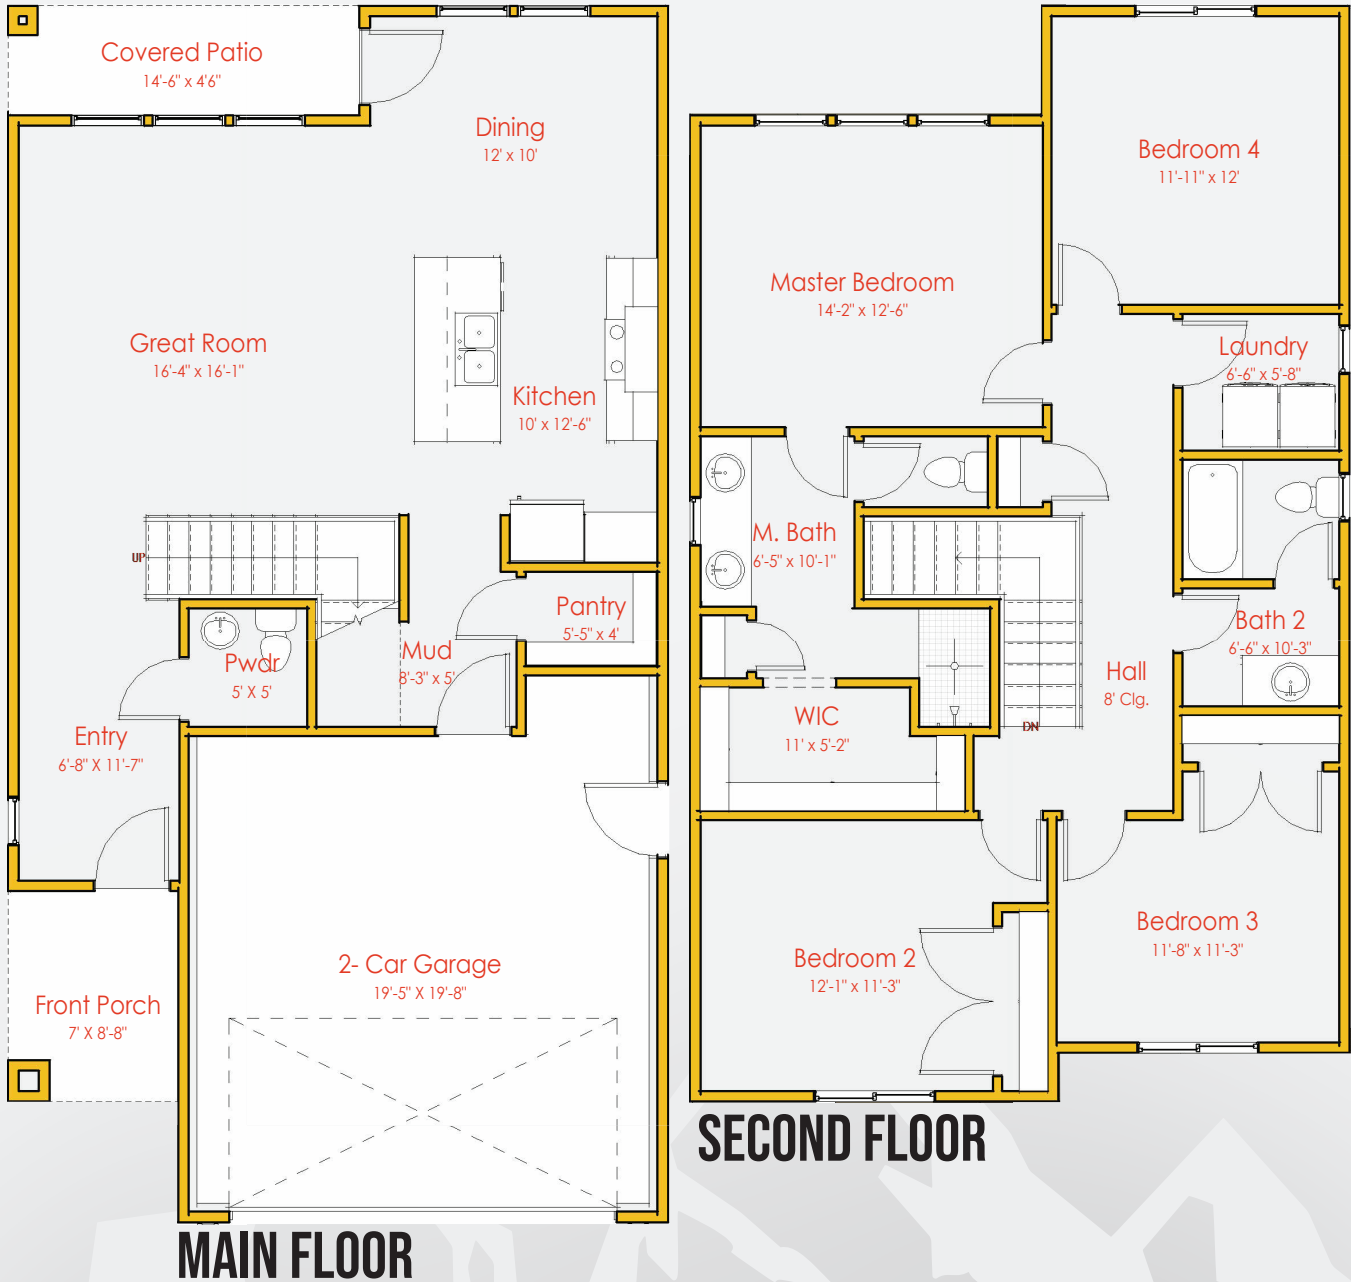 Covered Patio
14'-6" x 4'6"
Dining
12' x 10'
Great Room
16'-4" x 16'-1"
Kitchen
10' x 12'-6"
UP
Pantry
5'-5" x 4'
Mud
8'-3" x 5'
Pwdr
5' X 5'
Entry
6'-8" X 11'-7"
2- Car Garage
19'-5" X 19'-8"
Front Porch
7' X 8'-8"
MAIN FLOOR
Bedroom 4
11'-11" x 12'
Master Bedroom
14'-2" x 12'-6"
Laundry
6'-6" x 5'-8"
M. Bath
6'-5" x 10'-1"
Bath 2
6'-6" x 10'-3"
Hall
8' Clg.
WIC
11' x 5'-2"
DN
Bedroom 3
11'-8" x 11'-3"
Bedroom 2
12'-1" x 11'-3"
SECOND FLOOR